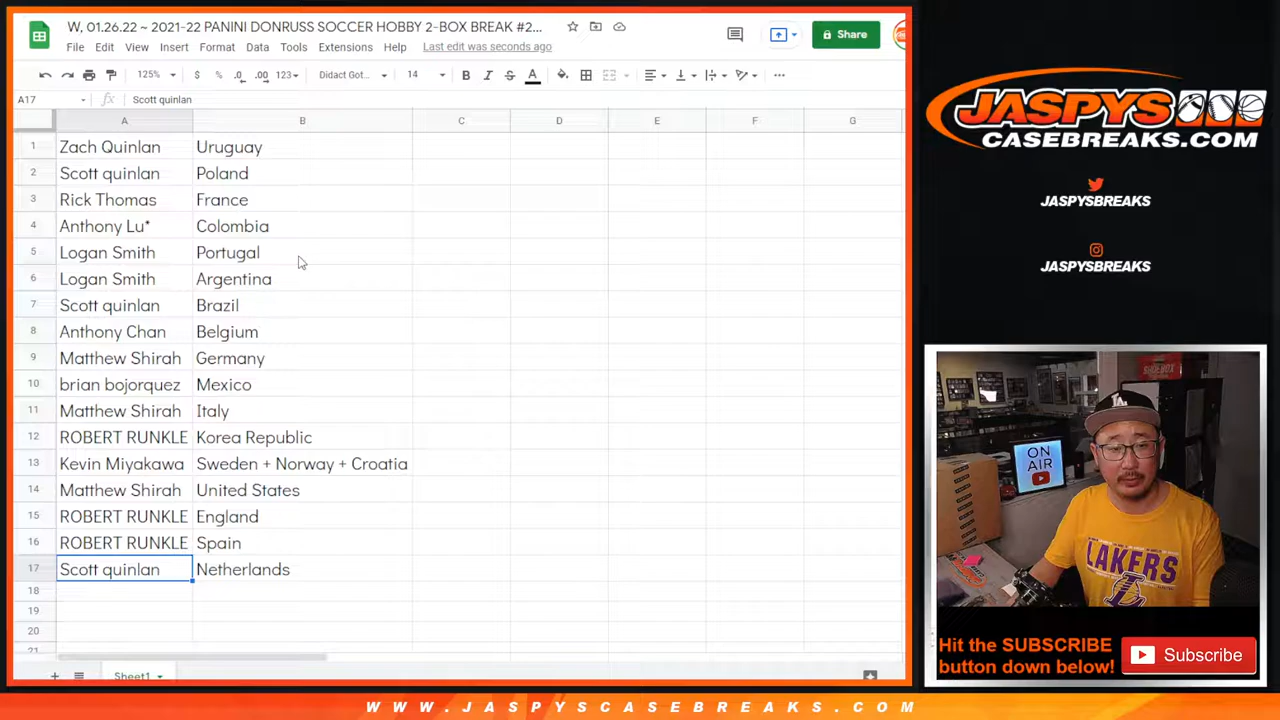 W, 01.26.22 ~ 2021-22 PANINI DONRUSS SOCCER HOBBY 2-BOX BREAK #2...
File Edit View Insert Format Data Tools Extensions Help Last edit was seconds ago
Share
125% $ % .0 .00 123 Didact Got... 14 B I S A
A17 fx Scott quinlan
A B C D E F G
1 Zach Quinlan Uruguay
2 Scott quinlan Poland
3 Rick Thomas France
4 Anthony Lu* Colombia
5 Logan Smith Portugal
6 Logan Smith Argentina
7 Scott quinlan Brazil
8 Anthony Chan Belgium
9 Matthew Shirah Germany
10 brian bojorquez Mexico
11 Matthew Shirah Italy
12 ROBERT RUNKLE Korea Republic
13 Kevin Miyakawa Sweden + Norway + Croatia
14 Matthew Shirah United States
15 ROBERT RUNKLE England
16 ROBERT RUNKLE Spain
17 Scott quinlan Netherlands
18
19
20
21
Sheet1
JASPYS
CASEBREAKS.COM
JASPYSBREAKS
JASPYSBREAKS
SHOEBOX
ON
AIR
LA
LAKERS
L
Hit the SUBSCRIBE
button down below!
Subscribe
WWW.JASPYSCASEBREAKS.COM